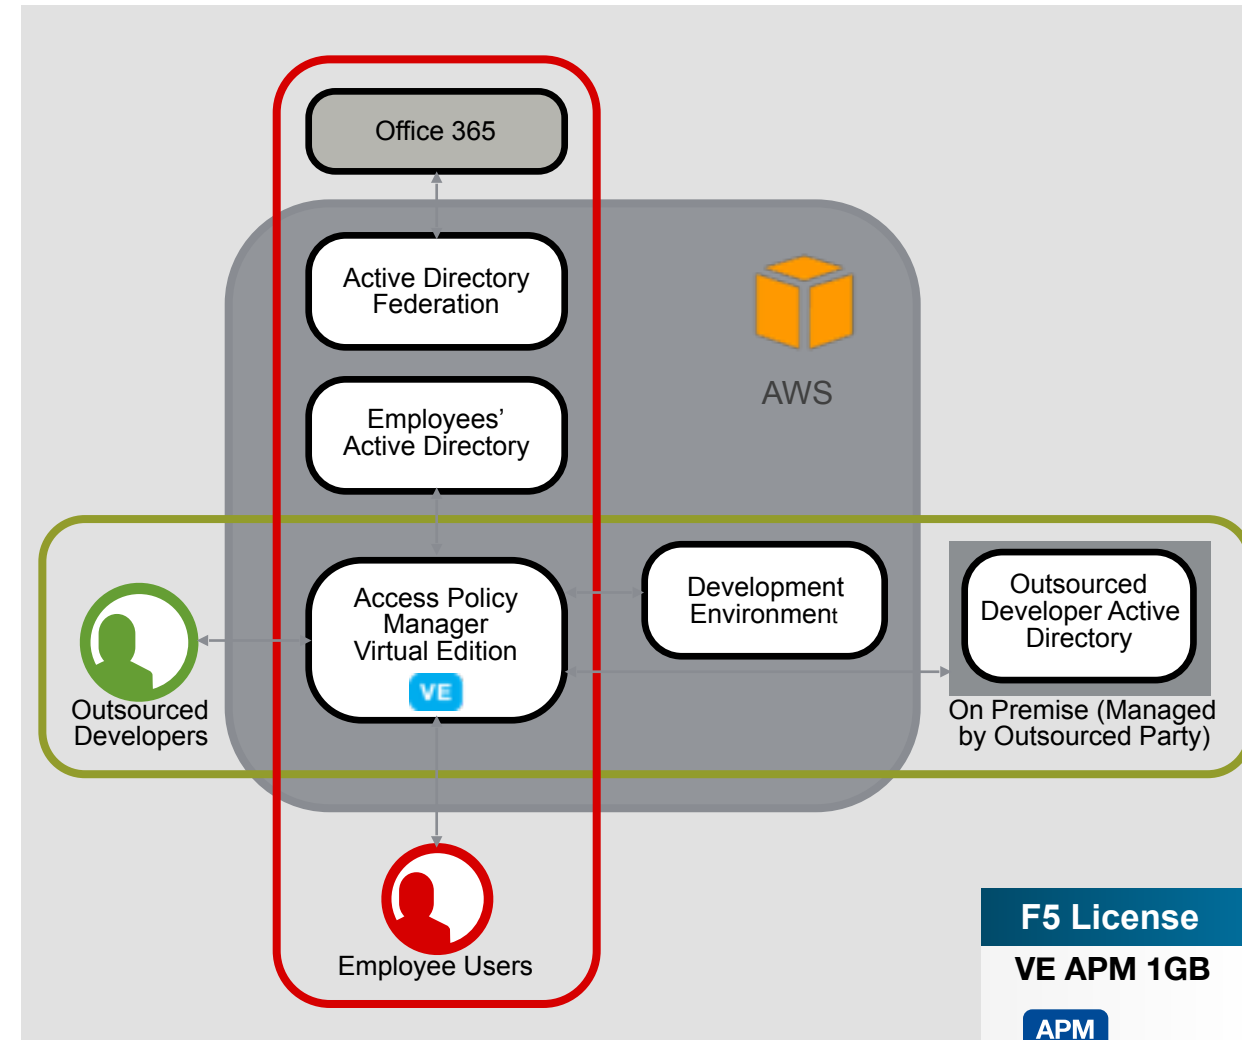 Office 365
Active Directory
Federation
AWS
Employees’
Active Directory
Access Policy
Manager
Virtual Edition
VE
Development
Environment
Outsourced
Developer Active
Directory
Outsourced
Developers
On Premise (Managed
by Outsourced Party)
Employee Users
F5 License
VE APM 1GB
APM